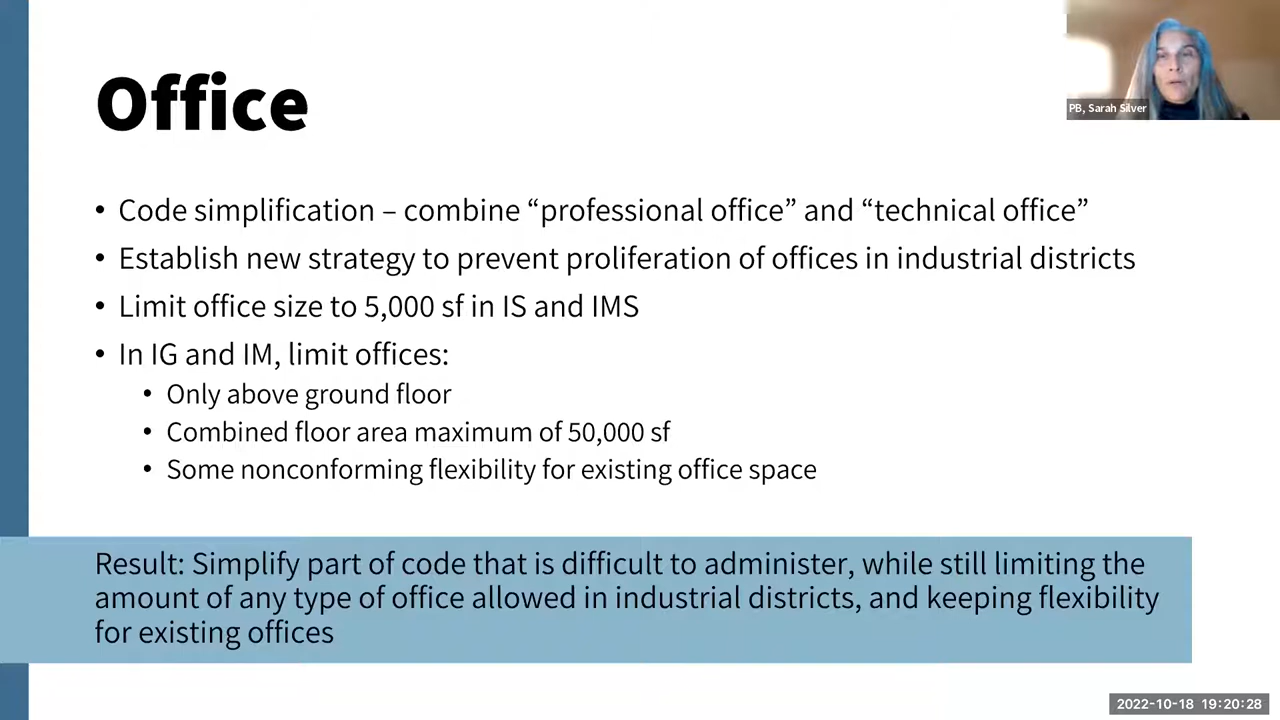 Office
PB, Sarah Silver
• Code simplification – combine “professional office” and “technical office”
• Establish new strategy to prevent proliferation of offices in industrial districts
• Limit office size to 5,000 sf in IS and IMS
• In IG and IM, limit offices:
• Only above ground floor
• Combined floor area maximum of 50,000 sf
• Some nonconforming flexibility for existing office space
Result: Simplify part of code that is difficult to administer, while still limiting the
amount of any type of office allowed in industrial districts, and keeping flexibility
for existing offices
2022-10-18 19:20:28